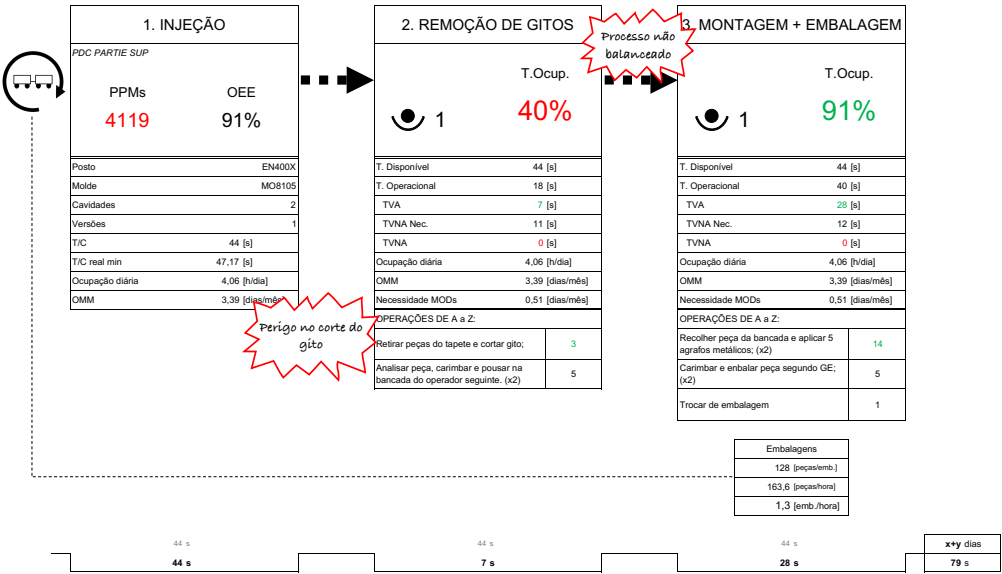 1. INJEÇÃO
PDC PARTIE SUP
PPMs OEE
4119 91%
Posto EN400X
Molde MO8105
Cavidades 2
Versões 1
T/C 44 [s]
T/C real min 47,17 [s]
Ocupação diária 4,06 [h/dia]
OMM 3,39 [dias/mês]
2. REMOÇÃO DE GITOS
T.Ocup.
1 40%
T. Disponível 44 [s]
T. Operacional 18 [s]
TVA 7 [s]
TVNA Nec. 11 [s]
TVNA 0 [s]
Ocupação diária 4,06 [h/dia]
OMM 3,39 [dias/mês]
Necessidade MODs 0,51 [dias/mês]
OPERAÇÕES DE A a Z:
Retirar peças do tapete e cortar gito; 3
Analisar peça, carimbar e pousar na
bancada do operador seguinte. (x2) 5
Perigo no corte do
gito
Processo não
balanceado
3. MONTAGEM + EMBALAGEM
T.Ocup.
1 91%
T. Disponível 44 [s]
T. Operacional 40 [s]
TVA 28 [s]
TVNA Nec. 12 [s]
TVNA 0 [s]
Ocupação diária 4,06 [h/dia]
OMM 3,39 [dias/mês]
Necessidade MODs 0,51 [dias/mês]
OPERAÇÕES DE A a Z:
Recolher peça da bancada e aplicar 5
agrafos metálicos; (x2) 14
Carimbar e enbalar peça segundo GE;
(x2) 5
Trocar de embalagem 1
Embalagens
128 [peças/emb.]
163,6 [peças/hora]
1,3 [emb./hora]
44 s 44 s 44 s x+y dias
44 s 7 s 28 s 79 s